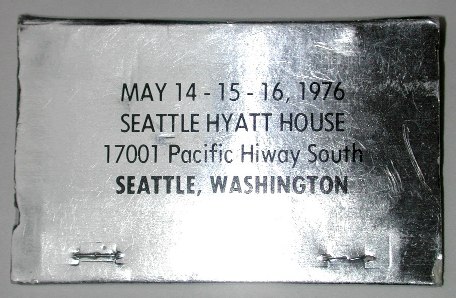 MAY 14 - 15 - 16, 1976
SEATTLE HYATT HOUSE
17001 Pacific Hiway South
SEATTLE, WASHINGTON